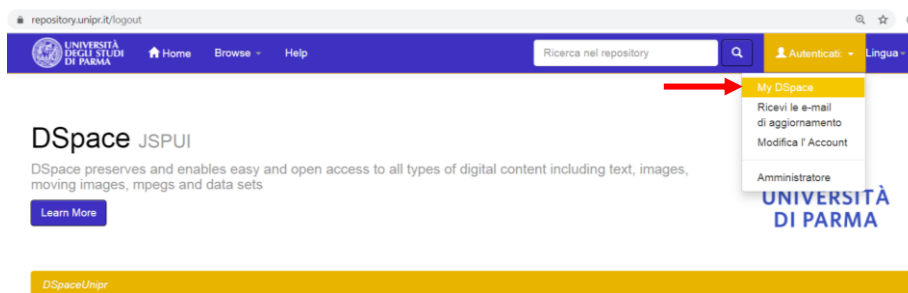 repository.unipr.it/logout
UNIVERSITÀ
DEGLI STUDI
DI PARMA
Home Browse Help Ricerca nel repository Autenticati: Lingua
My DSpace
Ricevi le e-mail
di aggiornamento
Modifica l' Account
Amministratore
DSpace JSPUI
DSpace preserves and enables easy and open access to all types of digital content including text, images,
moving images, mpegs and data sets
Learn More
UNIVERSITÀ
DI PARMA
DSpaceUnipr